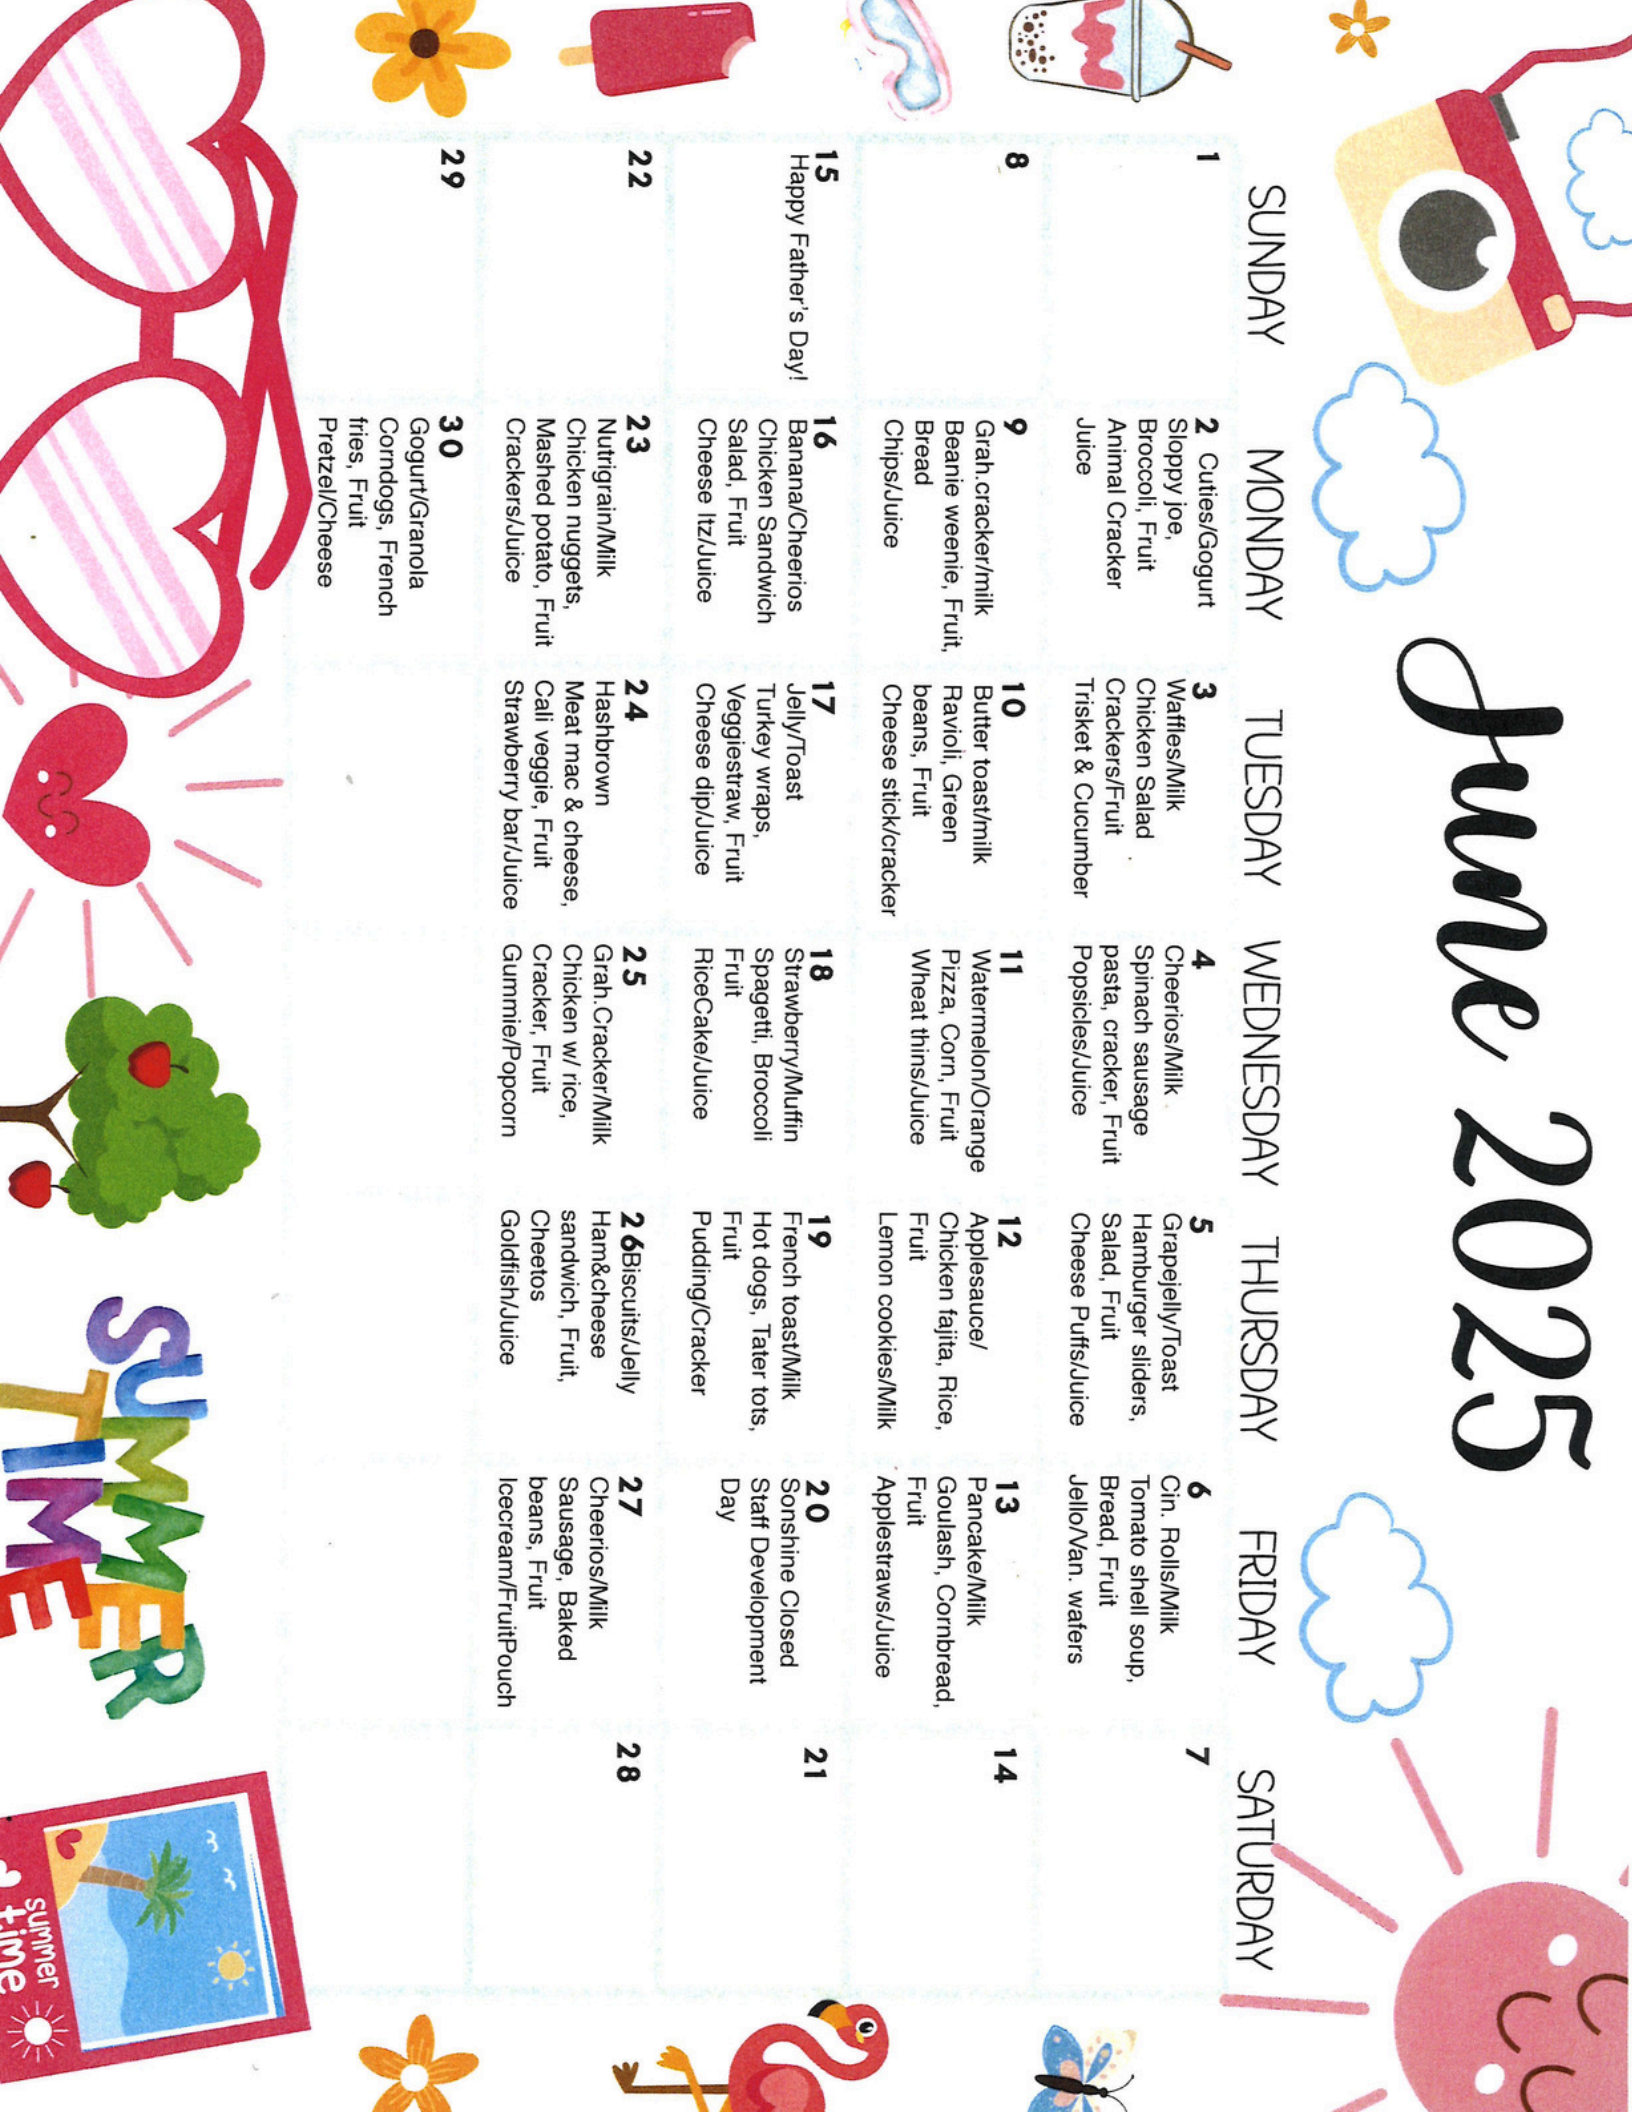 June 2025
SUNDAY MONDAY TUESDAY WEDNESDAY THURSDAY FRIDAY SATURDAY
1
2 Cuties/Gogurt
Sloppy joe,
Broccoli, Fruit
Animal Cracker
Juice
3
Waffles/Milk
Chicken Salad
Crackers/Fruit
Trisket & Cucumber
4
Cheerios/Milk
Spinach sausage
pasta, cracker, Fruit
Popsicles/Juice
5
Grapejelly/Toast
Hamburger sliders,
Salad, Fruit
Cheese Puffs/Juice
6
Cin. Rolls/Milk
Tomato shell soup,
Bread, Fruit
Jello/Van. wafers
7
8
9
Grah.cracker/milk
Beanie weenie, Fruit,
Bread
Chips/Juice
10
Butter toast/milk
Ravioli, Green
beans, Fruit
Cheese stick/cracker
11
Watermelon/Orange
Pizza, Corn, Fruit
Wheat thins/Juice
12
Applesauce/
Chicken fajita, Rice,
Fruit
Lemon cookies/Milk
13
Pancake/Milk
Goulash, Cornbread,
Fruit
Applestraws/Juice
14
15
Happy Father's Day!
16
Banana/Cheerios
Chicken Sandwich
Salad, Fruit
Cheese Itz/Juice
17
Jelly/Toast
Turkey wraps,
Veggiestraw, Fruit
Cheese dip/Juice
18
Strawberry/Muffin
Spagetti, Broccoli
Fruit
RiceCake/Juice
19
French toast/Milk
Hot dogs, Tater tots,
Fruit
Pudding/Cracker
20
Sonshine Closed
Staff Development
Day
21
22
23
Nutrigrain/Milk
Chicken nuggets,
Mashed potato, Fruit
Crackers/Juice
24
Hashbrown
Meat mac & cheese,
Cali veggie, Fruit
Strawberry bar/Juice
25
Grah.Cracker/Milk
Chicken w/ rice,
Cracker, Fruit
Gummie/Popcorn
26Biscuits/Jelly
Ham&cheese
sandwich, Fruit,
Cheetos
Goldfish/Juice
27
Cheerios/Milk
Sausage, Baked
beans, Fruit
Icecream/FruitPouch
28
29
30
Gogurt/Granola
Corndogs, French
fries, Fruit
Pretzel/Cheese
SUMMER
TIME
summer
time